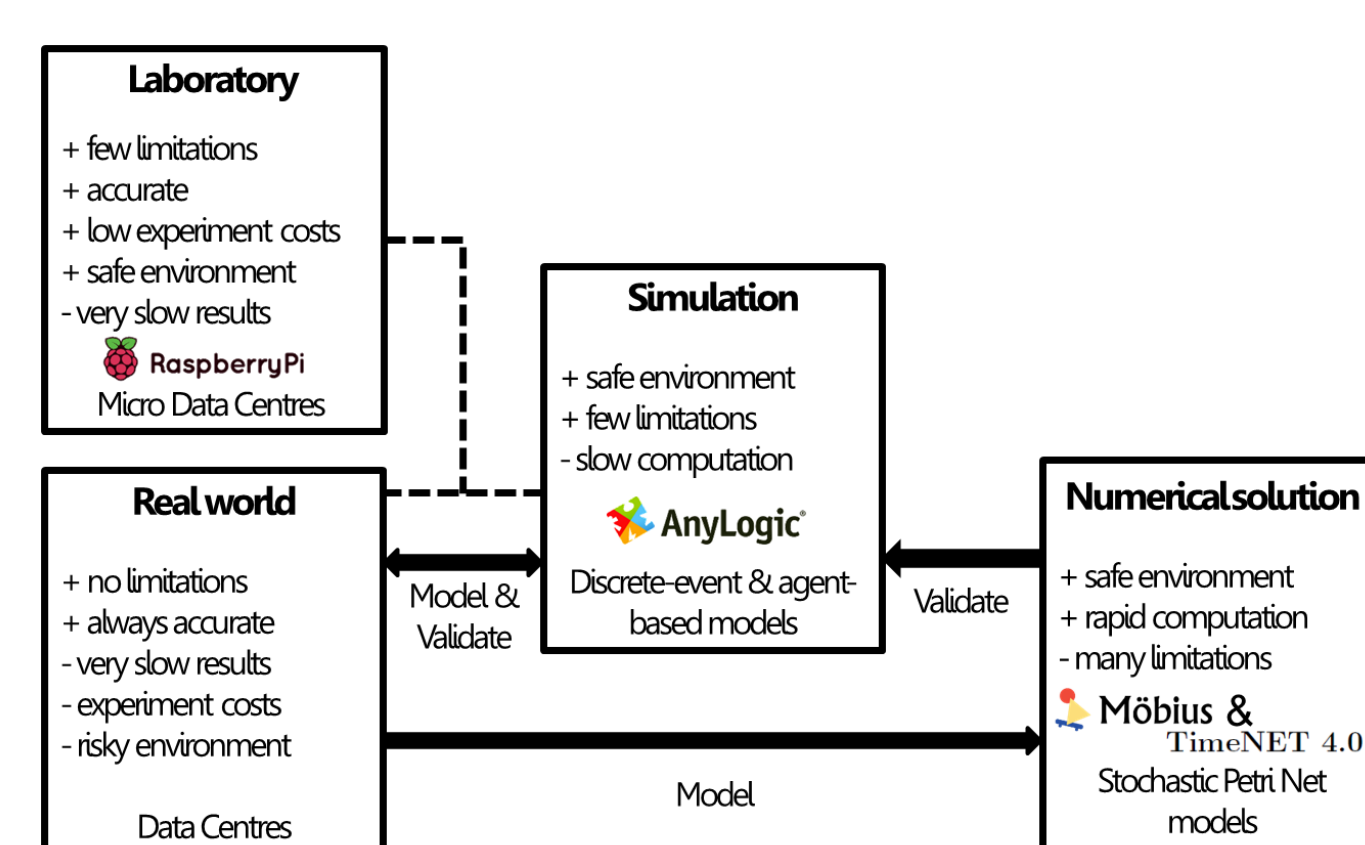 Laboratory
+ few limitations
+ accurate
+ low experiment costs
+ safe environment
- very slow results
RaspberryPi
Micro Data Centres
Real world
+ no limitations
+ always accurate
- very slow results
- experiment costs
- risky environment
Data Centres
Model &
Validate
Simulation
+ safe environment
+ few limitations
- slow computation
AnyLogic®
Discrete-event & agent-
based models
Validate
Model
Numerical solution
+ safe environment
+ rapid computation
- many limitations
Möbius &
TimeNET 4.0
Stochastic Petri Net
models